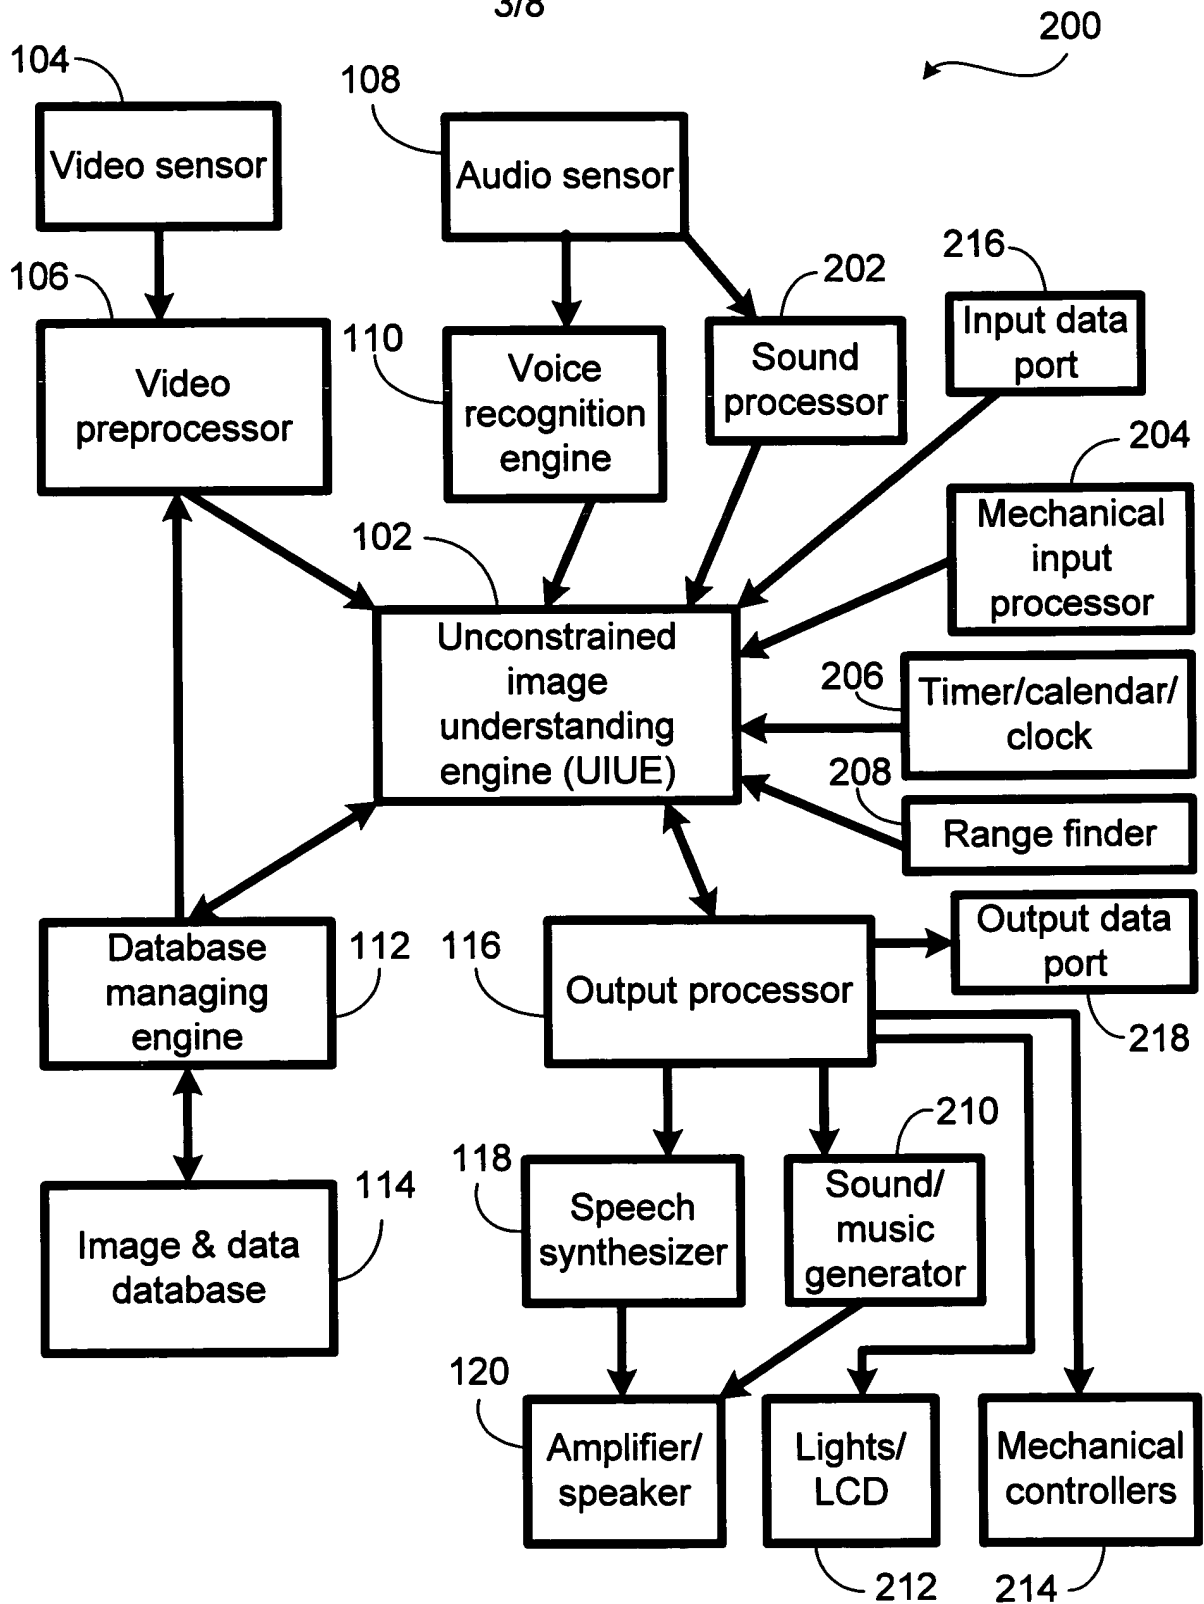 3/8
200
104
108
Video sensor
Audio sensor
216
202
106
Input data
port
110
Voice
recognition
engine
Sound
processor
Video
preprocessor
204
Mechanical
input
processor
102
Unconstrained
image
understanding
engine (UIUE)
206
Timer/calendar/
clock
208
Range finder
Output data
port
218
Database
managing
engine
112
116
Output processor
210
118
Speech
synthesizer
Sound/
music
generator
114
Image & data
database
120
Amplifier/
speaker
Lights/
LCD
Mechanical
controllers
212
214